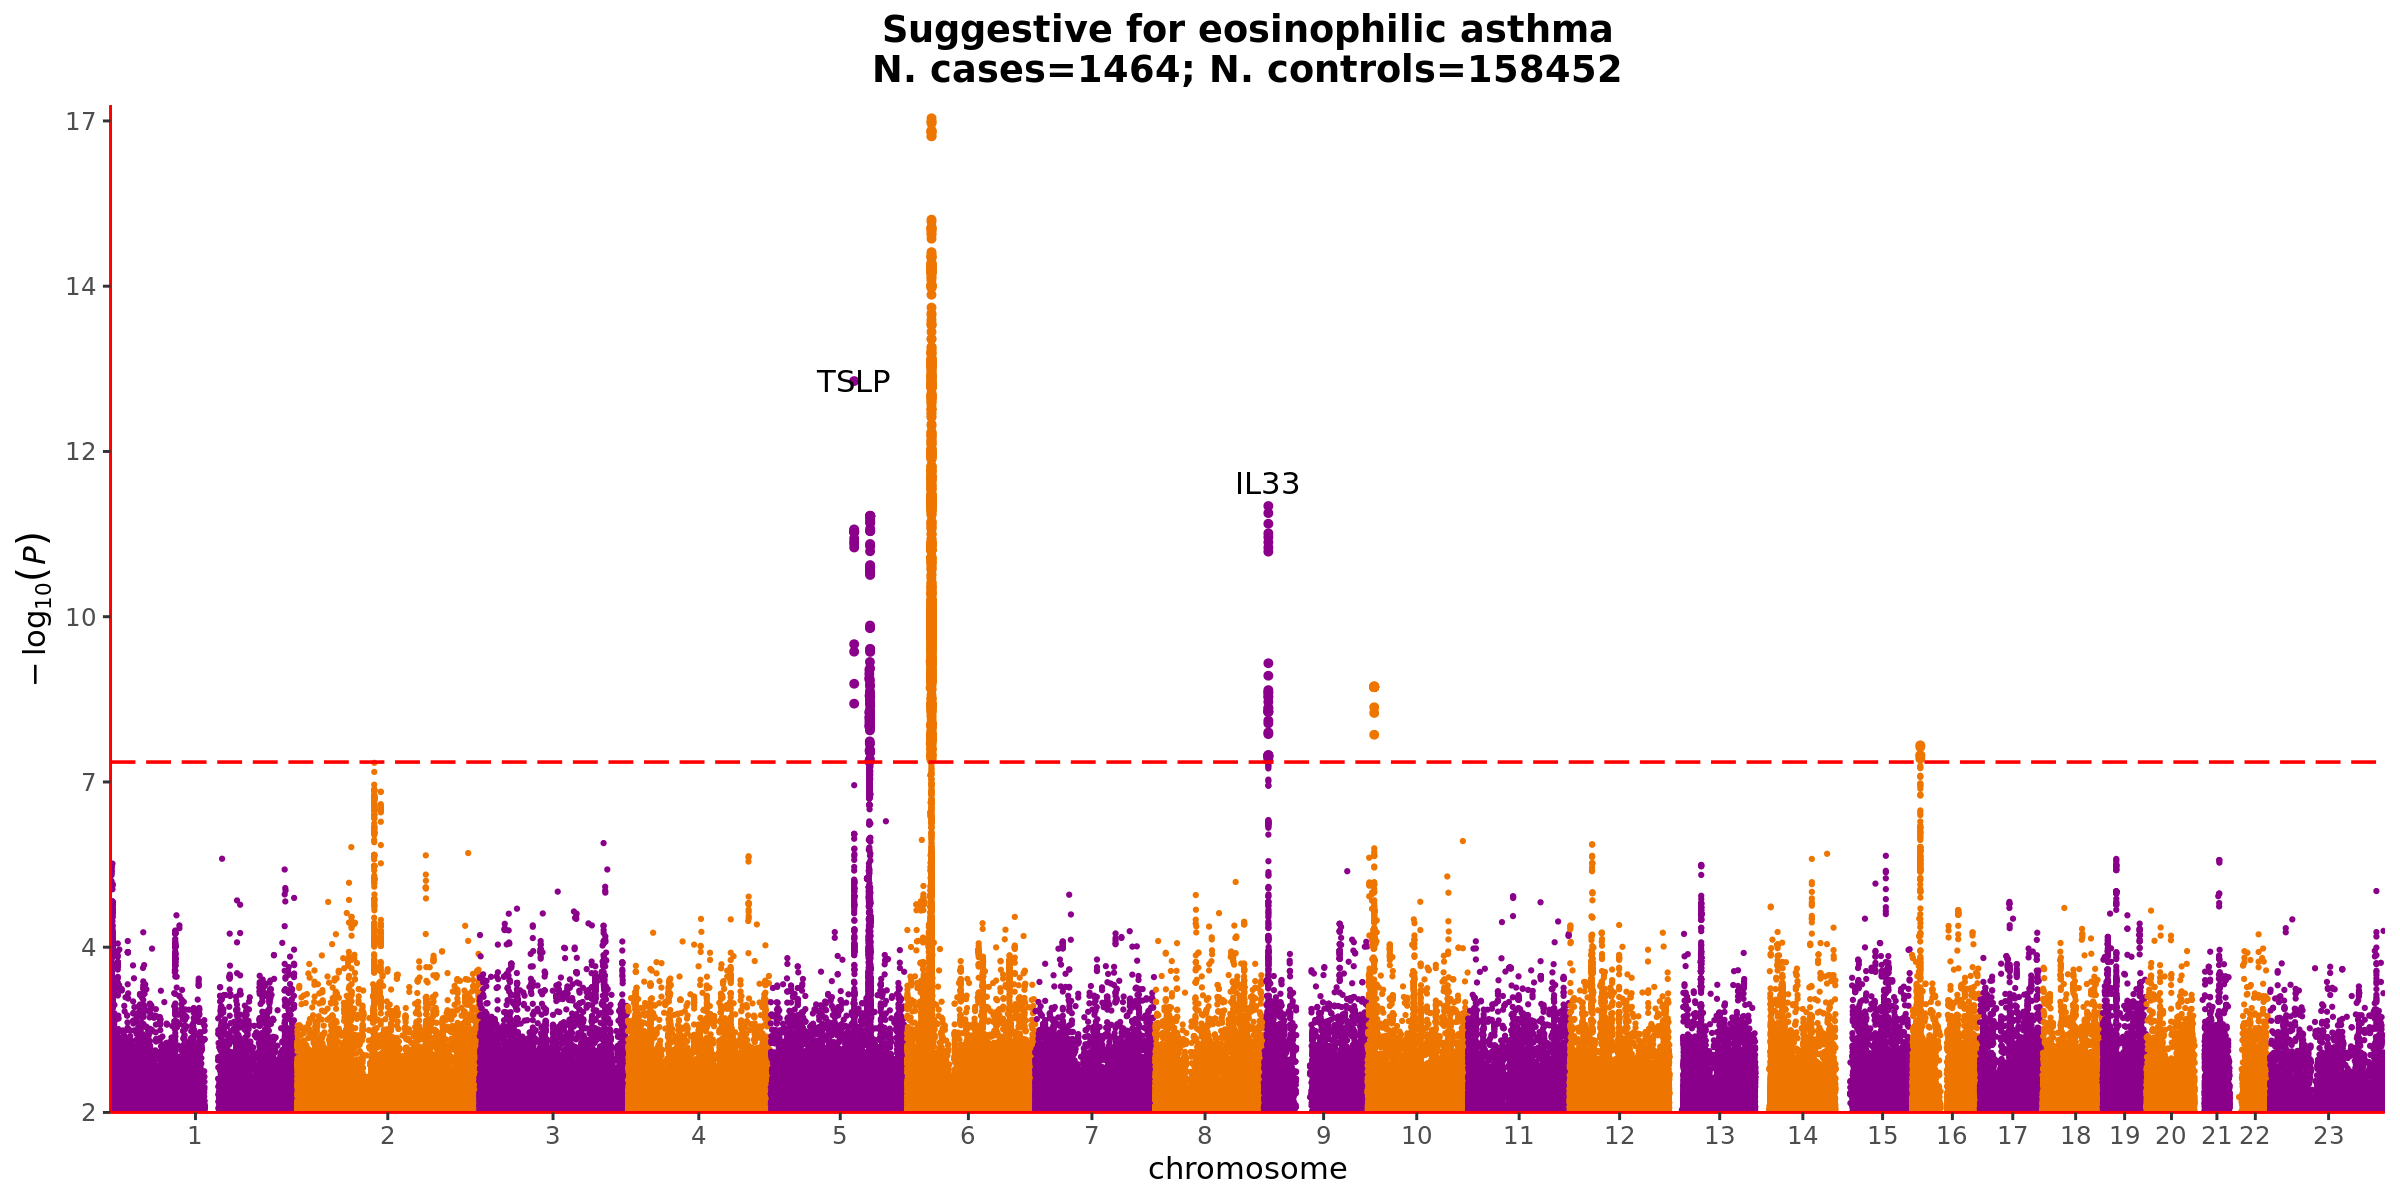 Suggestive for eosinophilic asthma
N. cases=1464; N. controls=158452
17
14
12
10
7
4
2
− log10(P)
TSLP
IL33
1 2 3 4 5 6 7 8 9 10 11 12 13 14 15 16 17 18 19 20 21 22 23
chromosome